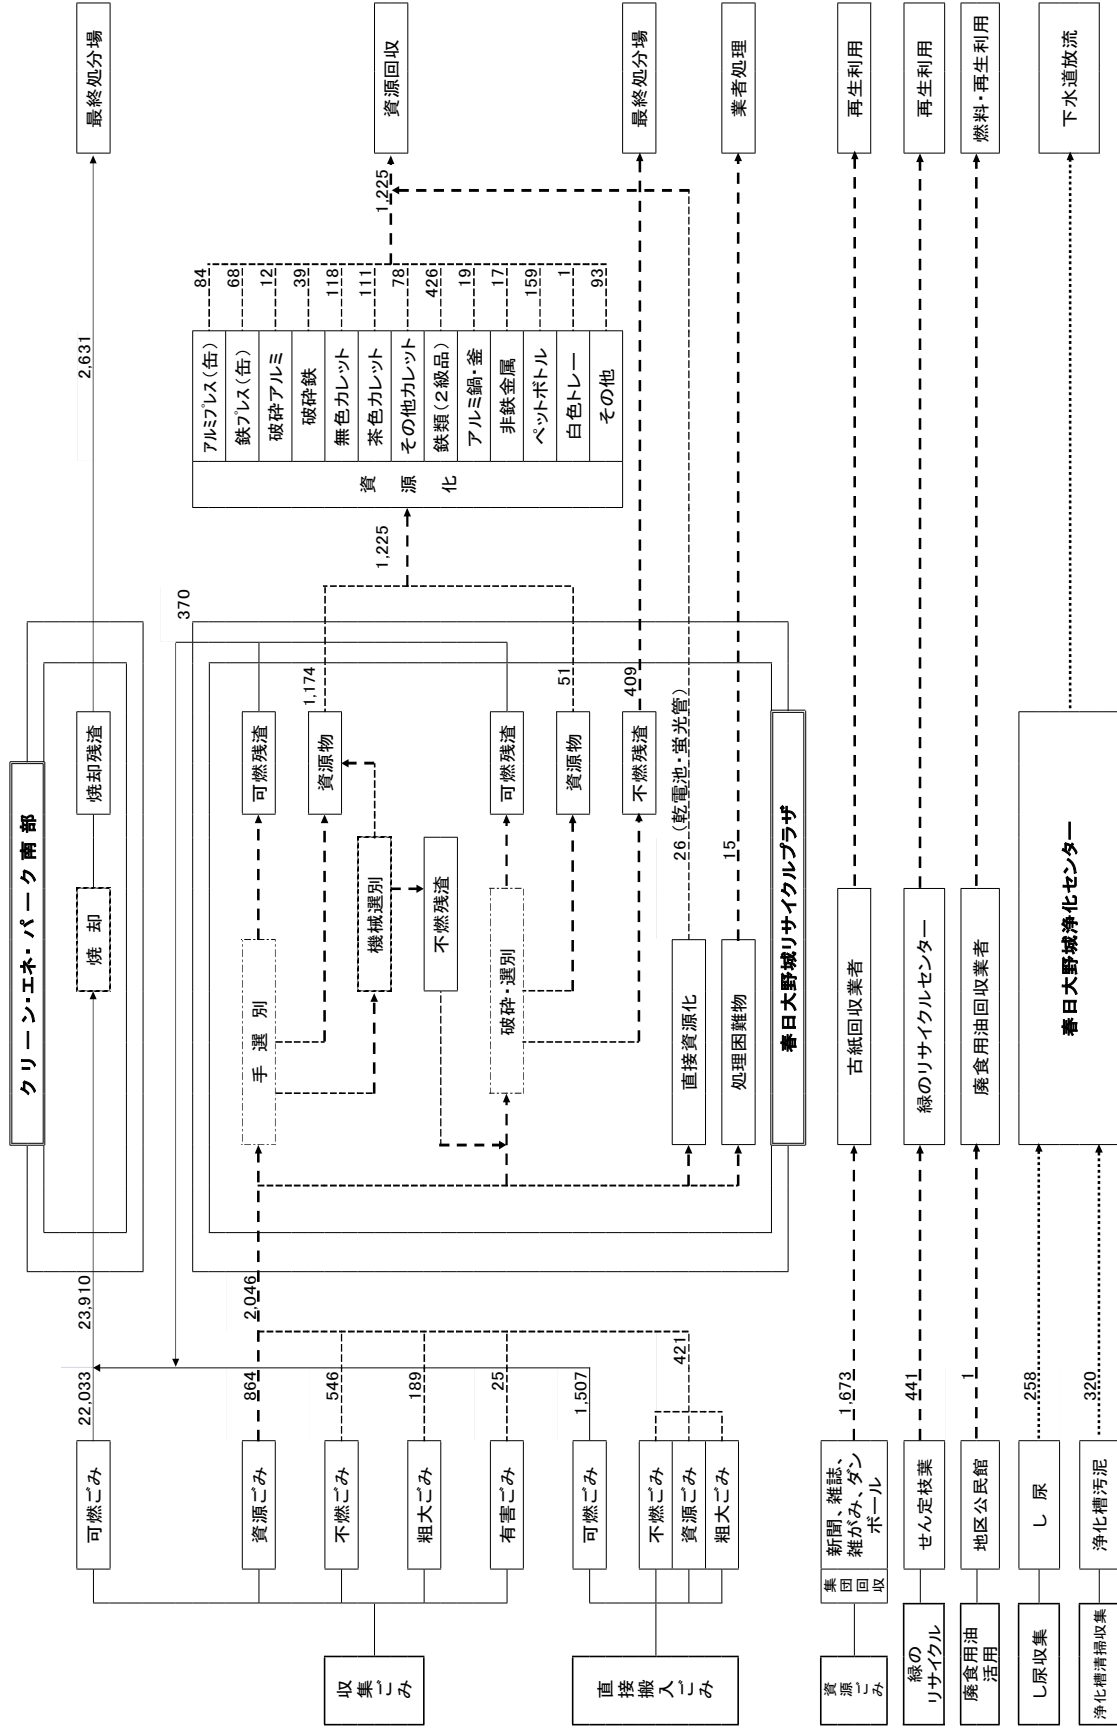 クリーン・エネ・パーク南部
可燃ごみ
22,033
23,910
焼 却
焼却残渣
2,631
最終処分場
370
収集ごみ
資源ごみ
864
2,046
不燃ごみ
546
粗大ごみ
189
有害ごみ
25
直接搬入ごみ
可燃ごみ
1,507
不燃ごみ
資源ごみ
粗大ごみ
421
手 選 別
可燃残渣
資源物
1,174
機械選別
不燃残渣
破砕・選別
可燃残渣
資源物
51
不燃残渣
409
直接資源化
26 (乾電池・蛍光管)
処理困難物
15
春日大野城リサイクルプラザ
1,225
資 源 化
アルミプレス(缶)
84
鉄プレス(缶)
68
破砕アルミ
12
破砕鉄
39
無色カレット
118
茶色カレット
111
その他カレット
78
鉄類(2級品)
426
アルミ鍋・釜
19
非鉄金属
17
ペットボトル
159
白色トレー
1
その他
93
1,225
資源回収
最終処分場
業者処理
資源ごみ
集団回収
新聞、雑誌、
雑がみ、ダン
ボール
1,673
古紙回収業者
再生利用
緑の
リサイクル
せん定枝葉
441
緑のリサイクルセンター
再生利用
廃食用油
活用
地区公民館
1
廃食用油回収業者
燃料・再生利用
し尿収集
し 尿
258
浄化槽清掃収集
浄化槽汚泥
320
春日大野城浄化センター
下水道放流